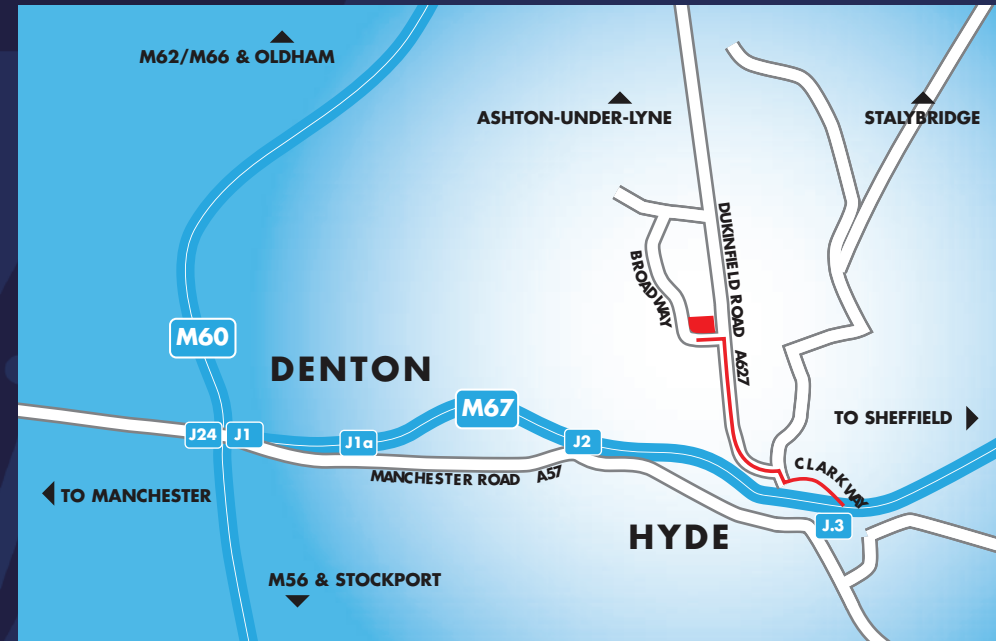 M62/M66 & OLDHAM
ASHTON-UNDER-LYNE
STALYBRIDGE
DUKINFIELD ROAD A627
BROADWAY
M60
DENTON
M67
TO SHEFFIELD
J24
J1
J1a
J2
MANCHESTER ROAD A57
CLARKWAY
TO MANCHESTER
J.3
HYDE
M56 & STOCKPORT